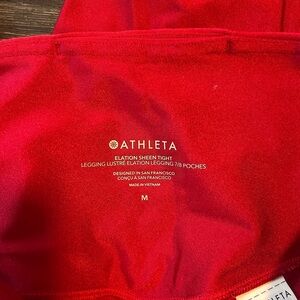 ATHLETA
ELATION SHEEN TIGHT
LEGGING LUSTRÉ ELATION LEGGING 7/8 POCHES
DESIGNED IN SAN FRANCISCO
CONÇU À SAN FRANCISCO
MADE IN VIETNAM
M
LETA